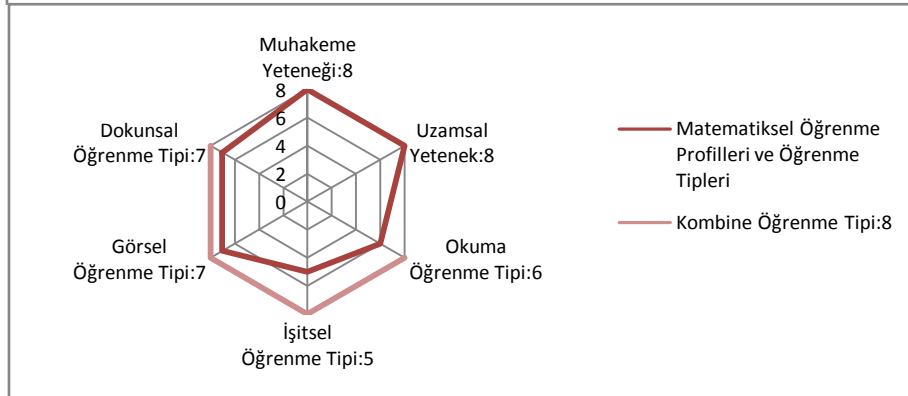 Muhakeme
Yeteneği:8
8
6
4
2
0
Uzamsal
Yetenek:8
Okuma
Öğrenme Tipi:6
İşitsel
Öğrenme Tipi:5
Görsel
Öğrenme Tipi:7
Dokunsal
Öğrenme Tipi:7
Matematiksel Öğrenme
Profilleri ve Öğrenme
Tipleri
Kombine Öğrenme Tipi:8